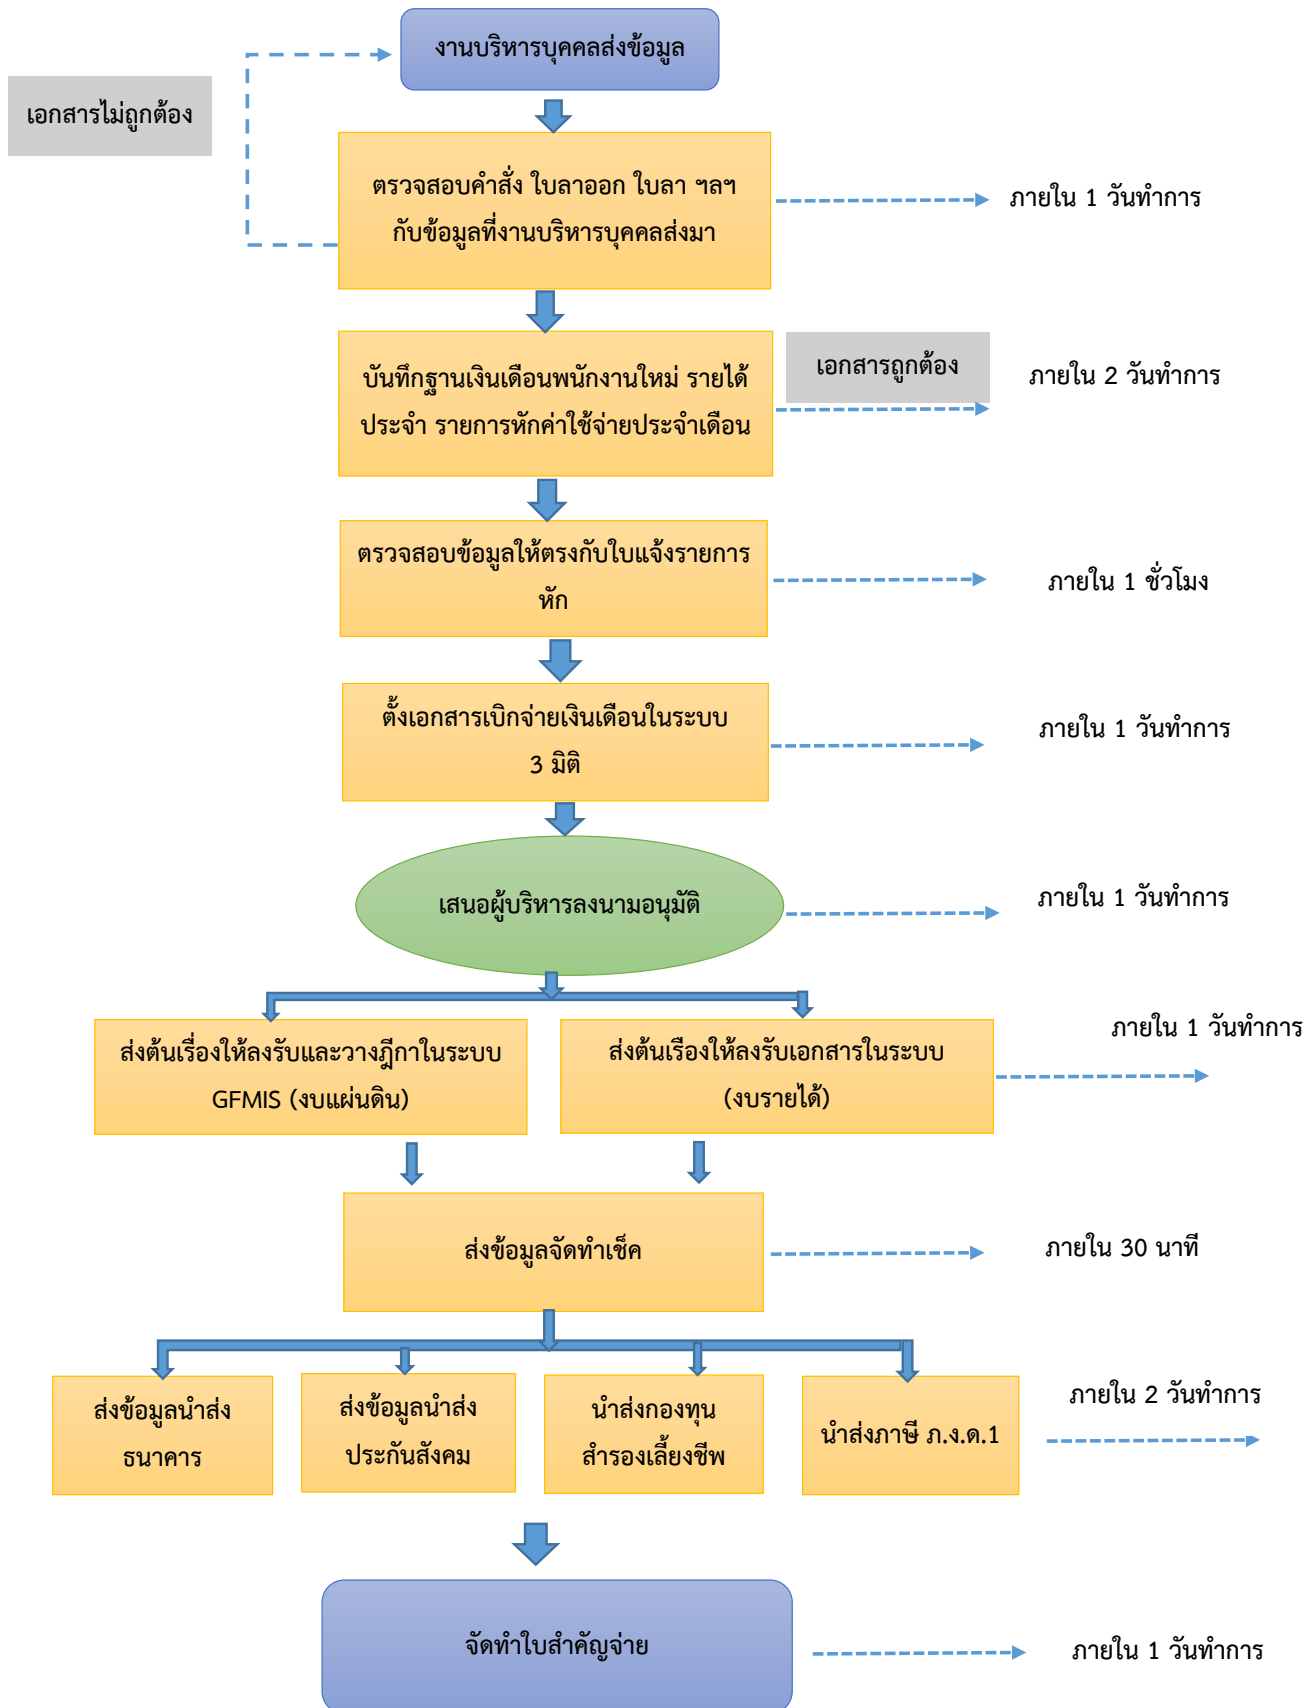 งานบริหารบุคคลส่งข้อมูล
เอกสารไม่ถูกต้อง
ตรวจสอบคำสั่ง ใบลาออก ใบลา ฯลฯ
กับข้อมูลที่งานบริหารบุคคลส่งมา
ภายใน 1 วันทำการ
บันทึกฐานเงินเดือนพนักงานใหม่ รายได้
ประจำ รายการหักค่าใช้จ่ายประจำเดือน
เอกสารถูกต้อง
ภายใน 2 วันทำการ
ตรวจสอบข้อมูลให้ตรงกับใบแจ้งรายการ
หัก
ภายใน 1 ชั่วโมง
ตั้งเอกสารเบิกจ่ายเงินเดือนในระบบ
3 มิติ
ภายใน 1 วันทำการ
เสนอผู้บริหารลงนามอนุมัติ
ภายใน 1 วันทำการ
ส่งต้นเรื่องให้ลงรับและวางฎีกาในระบบ
GFMIS (งบแผ่นดิน)
ส่งต้นเรืองให้ลงรับเอกสารในระบบ
(งบรายได้)
ภายใน 1 วันทำการ
ส่งข้อมูลจัดทำเช็ค
ภายใน 30 นาที
ส่งข้อมูลนำส่ง
ธนาคาร
ส่งข้อมูลนำส่ง
ประกันสังคม
นำส่งกองทุน
สำรองเลี้ยงชีพ
นำส่งภาษี ภ.ง.ด.1
ภายใน 2 วันทำการ
จัดทำใบสำคัญจ่าย
ภายใน 1 วันทำการ